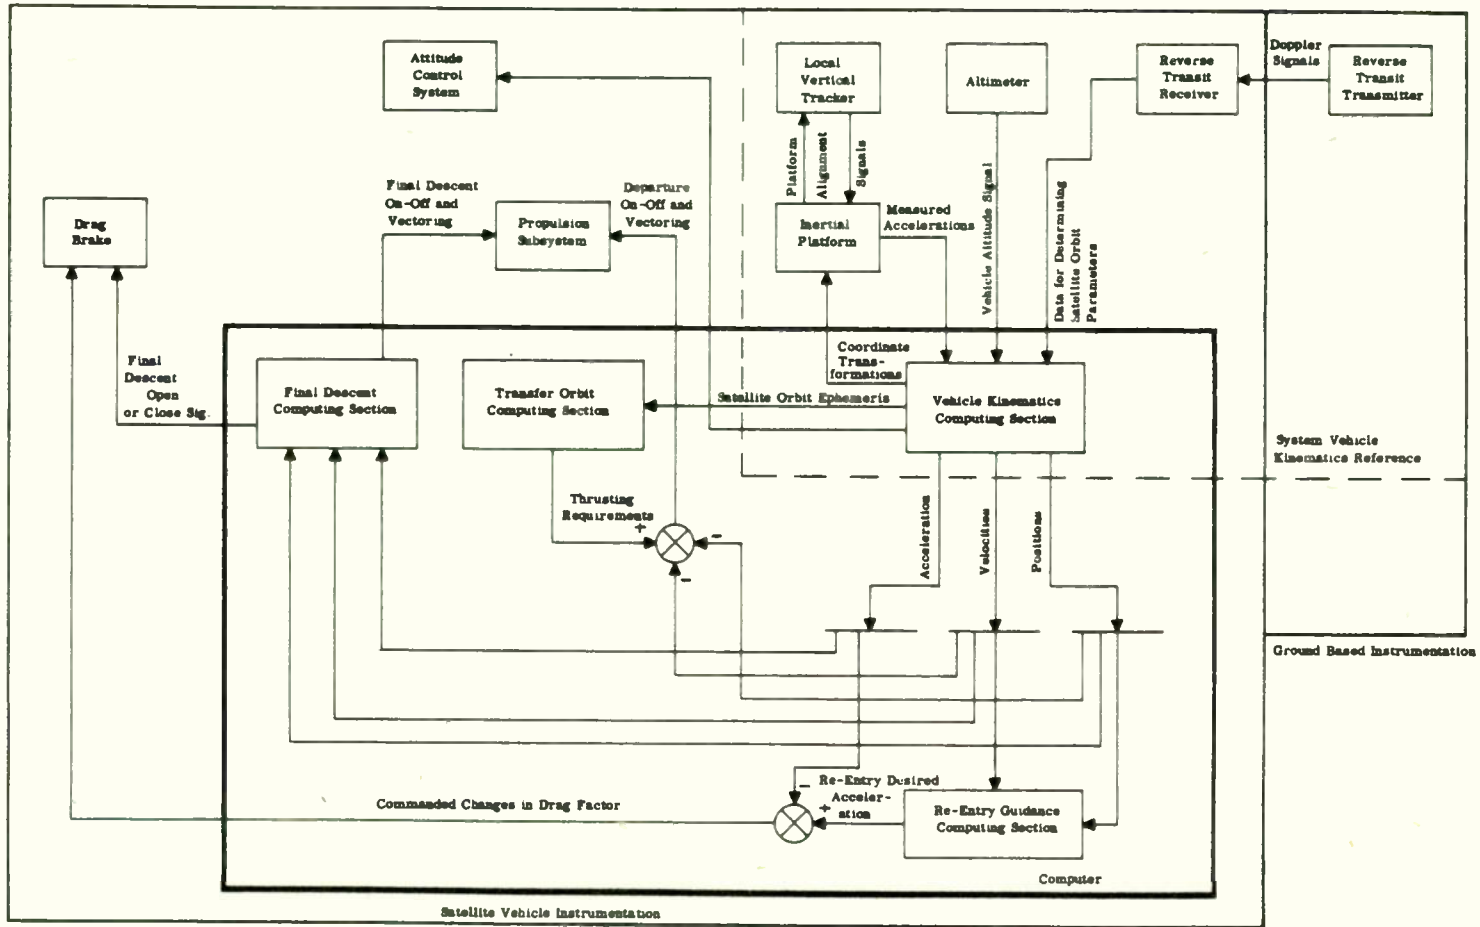 Attitude
Control
System
Local
Vertical
Tracker
Altimeter
Reverse
Transit
Receiver
Doppler
Signals
Reverse
Transit
Transmitter
Platform
Alignment
Signals
Final Descent
On-Off and
Vectoring
Departure
On-Off and
Vectoring
Drag
Brake
Propulsion
Subsystem
Inertial
Platform
Measured
Accelerations
Vehicle Altitude Signal
Data for Determining
Satellite Orbit
Parameters
Final
Descent
Open
or Close Sig.
Final Descent
Computing Section
Transfer Orbit
Computing Section
Coordinate
Trans-
formations
Satellite Orbit Ephemeris
Vehicle Kinematics
Computing Section
System Vehicle
Kinematics Reference
Thrusting
Requirements
+
-
-
Acceleration
Velocities
Positions
Ground Based Instrumentation
-
Re-Entry Desired
Acceler-
ation
+
Commanded Changes in Drag Factor
Re-Entry Guidance
Computing Section
Computer
Satellite Vehicle Instrumentation